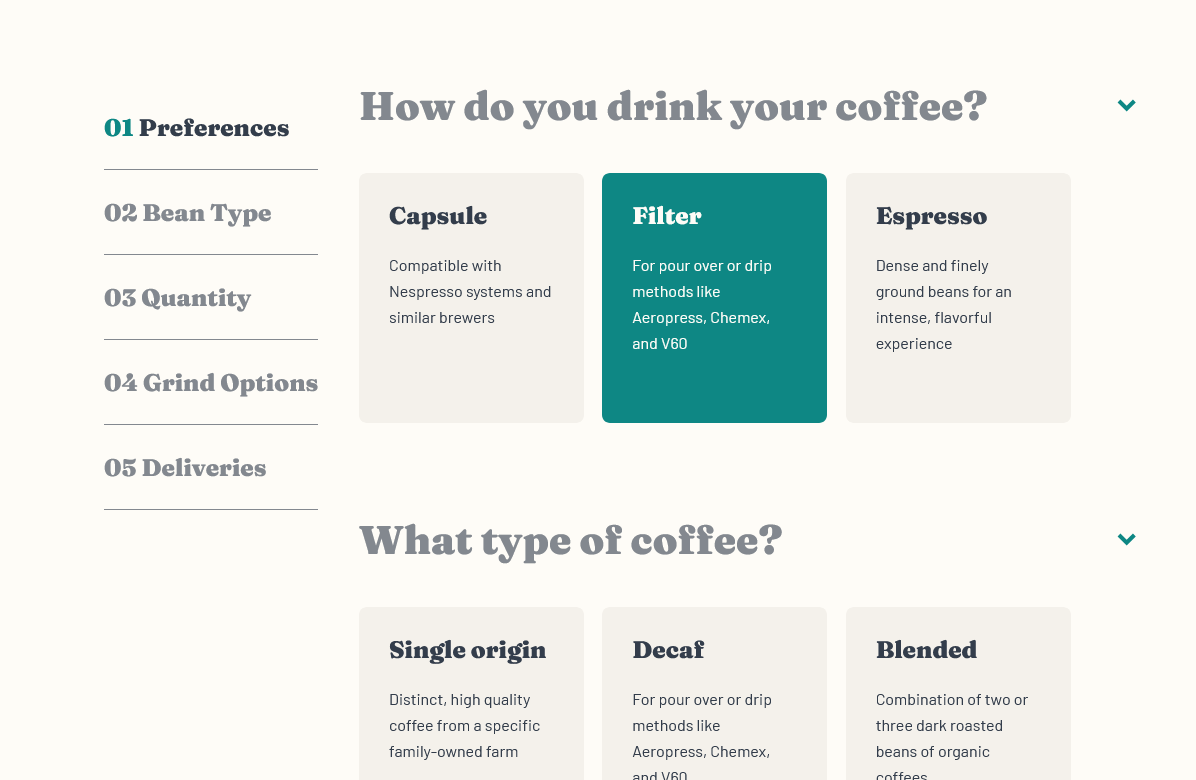 01 Preferences
02 Bean Type
03 Quantity
04 Grind Options
05 Deliveries
How do you drink your coffee?
Capsule
Compatible with
Nespresso systems and
similar brewers
Filter
For pour over or drip
methods like
Aeropress, Chemex,
and V60
Espresso
Dense and finely
ground beans for an
intense, flavorful
experience
What type of coffee?
Single origin
Distinct, high quality
coffee from a specific
family-owned farm
Decaf
For pour over or drip
methods like
Aeropress, Chemex,
and V60
Blended
Combination of two or
three dark roasted
beans of organic
coffees